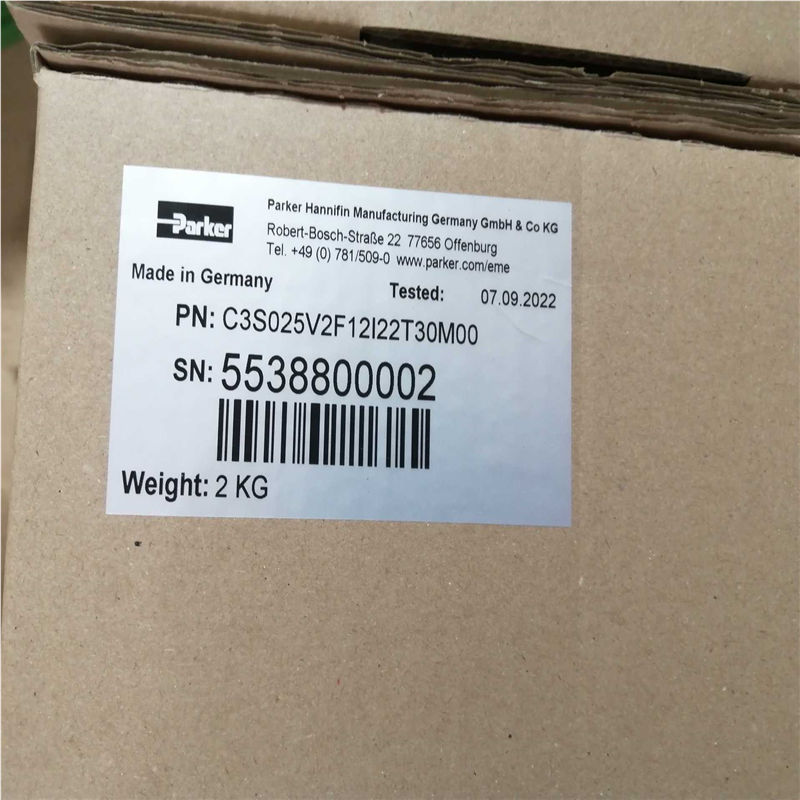 Parker
Parker Hannifin Manufacturing Germany GmbH & Co KG
Robert-Bosch-Straße 22 77656 Offenburg
Tel. +49 (0) 781/509-0 www.parker.com/eme
Made in Germany
Tested: 07.09.2022
PN: C3S025V2F12I22T30M00
SN: 5538800002
Weight: 2 KG